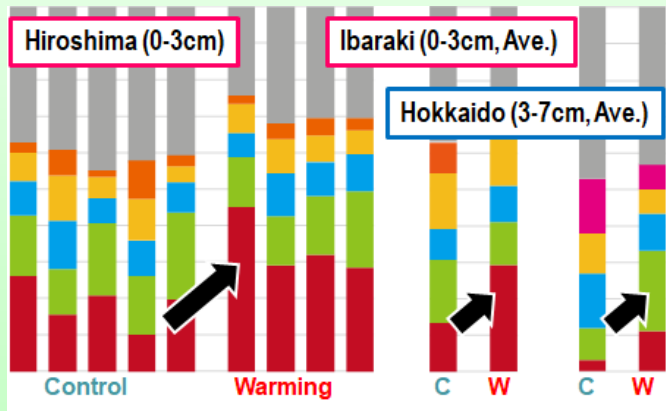 Hiroshima (0-3cm)
Ibaraki (0-3cm, Ave.)
Hokkaido (3-7cm, Ave.)
Control
Warming
C
W
C
W